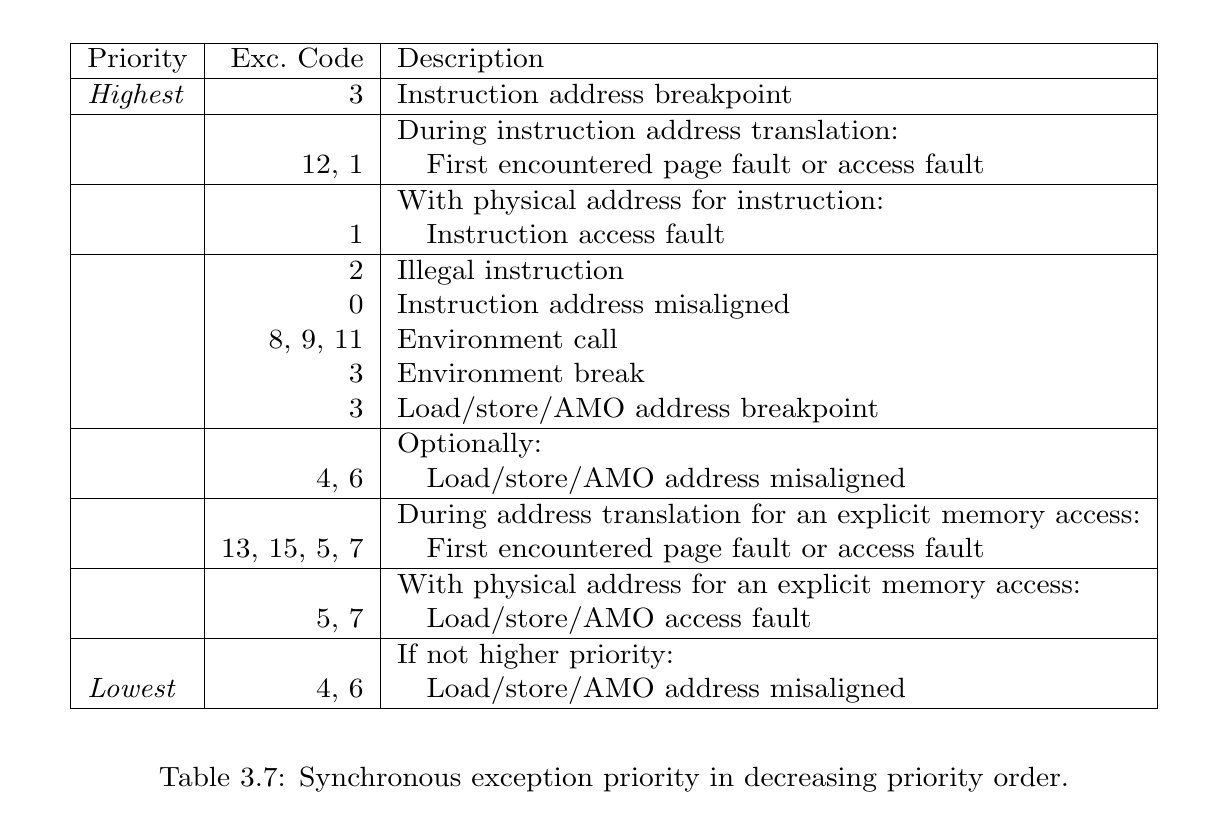 Priority Exc. Code Description
Highest 3 Instruction address breakpoint
During instruction address translation:
12, 1 First encountered page fault or access fault
With physical address for instruction:
1 Instruction access fault
2 Illegal instruction
0 Instruction address misaligned
8, 9, 11 Environment call
3 Environment break
3 Load/store/AMO address breakpoint
Optionally:
4, 6 Load/store/AMO address misaligned
During address translation for an explicit memory access:
13, 15, 5, 7 First encountered page fault or access fault
With physical address for an explicit memory access:
5, 7 Load/store/AMO access fault
If not higher priority:
Lowest 4, 6 Load/store/AMO address misaligned
Table 3.7: Synchronous exception priority in decreasing priority order.